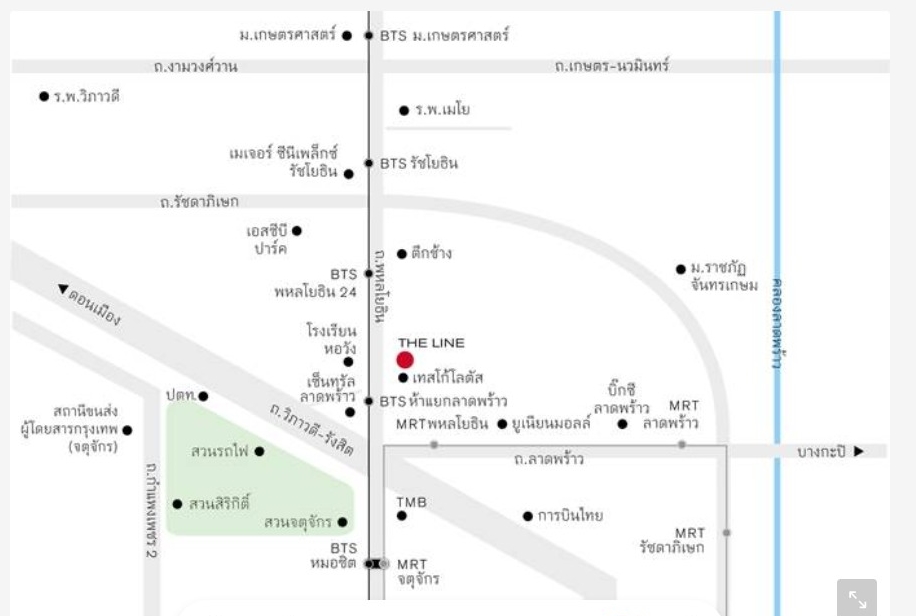 ม.เกษตรศาสตร์
BTS ม.เกษตรศาสตร์
ถ.งามวงศ์วาน
ถ.เกษตร-นวมินทร์
ร.พ.วิภาวดี
ร.พ.เมโย
เมเจอร์ ซีนีเพล็กซ์
รัชโยธิน
BTS รัชโยธิน
ถ.รัชดาภิเษก
เอสซีบี
ปาร์ค
ตึกช้าง
ถ.พหลโยธิน
BTS
พหลโยธิน 24
ม.ราชภัฏ
จันทรเกษม
คลองลาดพร้าว
ดอนเมือง
โรงเรียน
หอวัง
THE LINE
เทสโก้โลตัส
เซ็นทรัล
ลาดพร้าว
BTS ห้าแยกลาดพร้าว
บิ๊กซี
ลาดพร้าว
MRT
ลาดพร้าว
ปตท.
สถานีขนส่ง
ผู้โดยสารกรุงเทพ
(จตุจักร)
ถ.วิภาวดี-รังสิต
MRT พหลโยธิน
ยูเนียนมอลล์
สวนรถไฟ
ถ.ลาดพร้าว
บางกะปิ
ถ.กำแพงเพชร 2
สวนสิริกิติ์
สวนจตุจักร
TMB
การบินไทย
MRT
รัชดาภิเษก
BTS
หมอชิต
MRT
จตุจักร